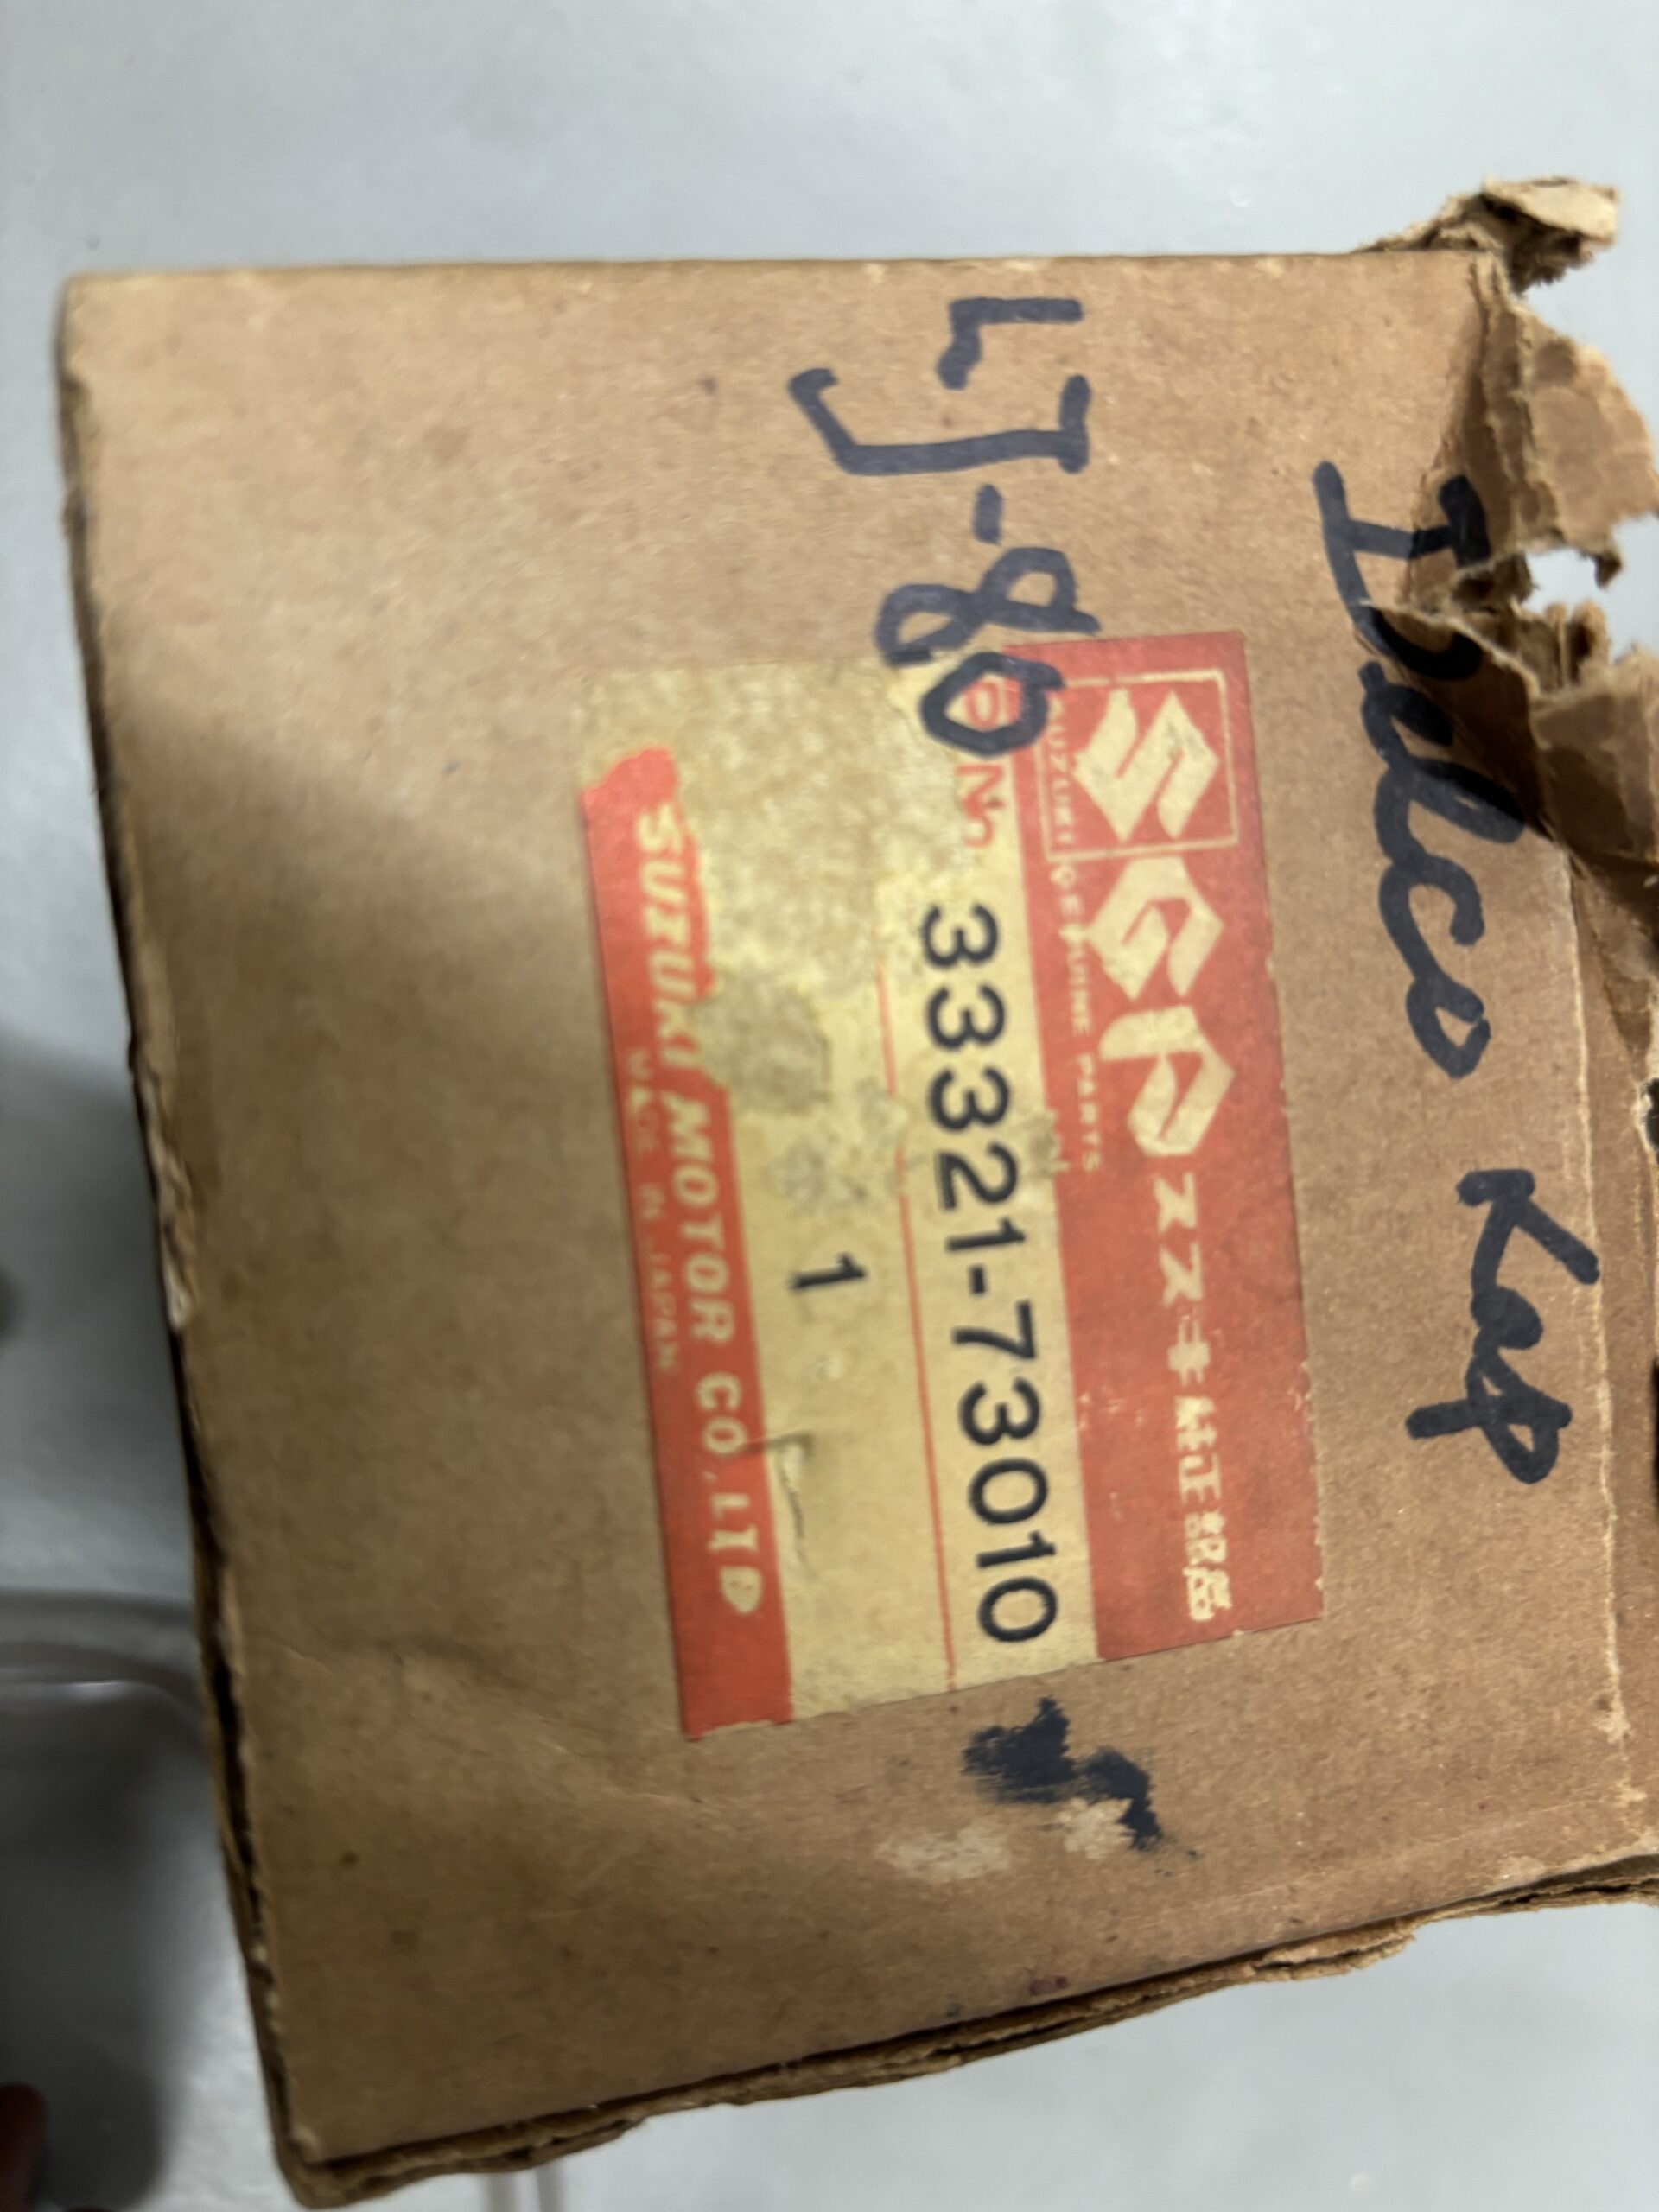 Delco Kap
LJ-80
SGP スズキ純正部品
SUZUKI GENUINE PARTS
33321-73010
1
SUZUKI MOTOR CO.,LTD
MADE IN JAPAN